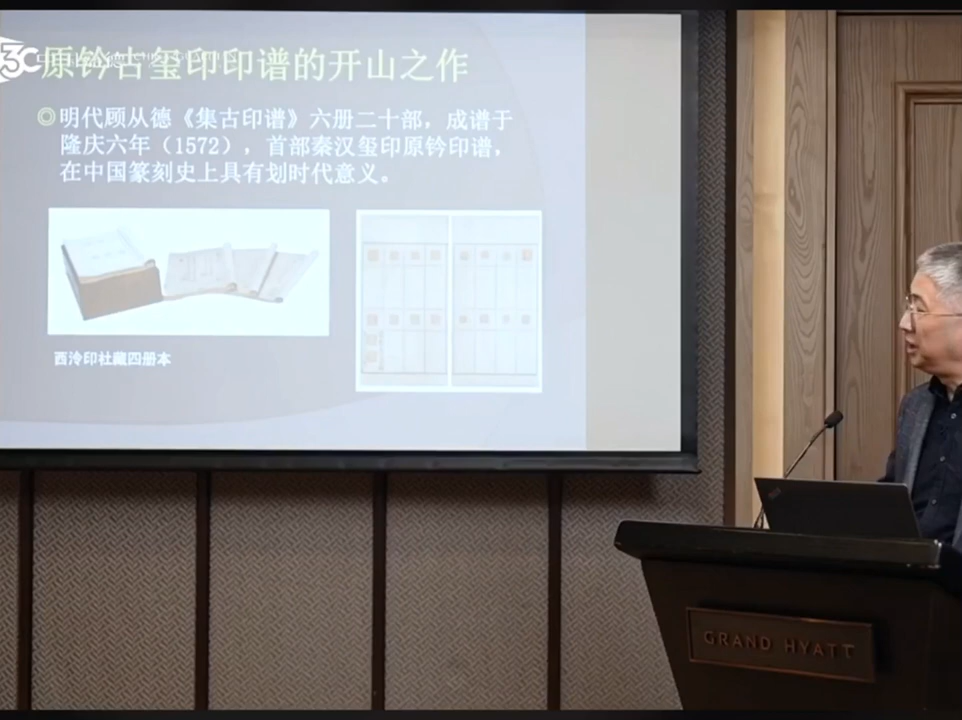 原钤古玺印印谱的开山之作
◎明代顾从德《集古印谱》六册二十部，成谱于
隆庆六年（1572），首部秦汉玺印原钤印谱，
在中国篆刻史上具有划时代意义。
西泠印社藏四册本
GRAND HYATT